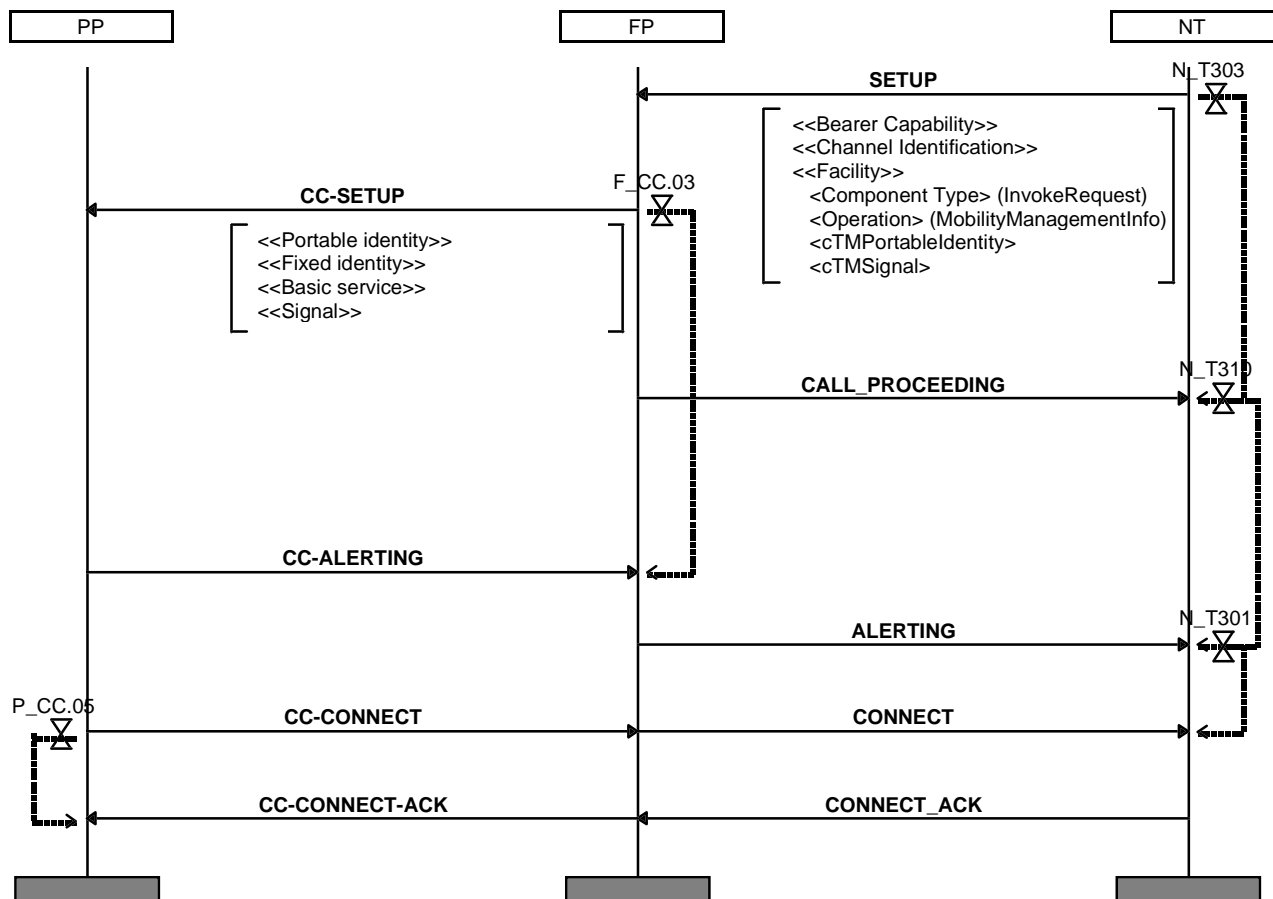 PP
FP
NT
SETUP
N_T303
<<Bearer Capability>>
<<Channel Identification>>
<<Facility>>
<Component Type> (InvokeRequest)
<Operation> (MobilityManagementInfo)
<cTMPortableIdentity>
<cTMSignal>
CC-SETUP
F_CC.03
<<Portable identity>>
<<Fixed identity>>
<<Basic service>>
<<Signal>>
CALL_PROCEEDING
N_T310
CC-ALERTING
ALERTING
N_T301
P_CC.05
CC-CONNECT
CONNECT
CC-CONNECT-ACK
CONNECT_ACK